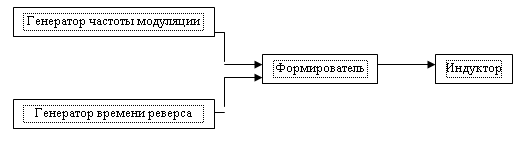 Генератор частоты модуляции
Формирователь
Индуктор
Генератор времени реверса